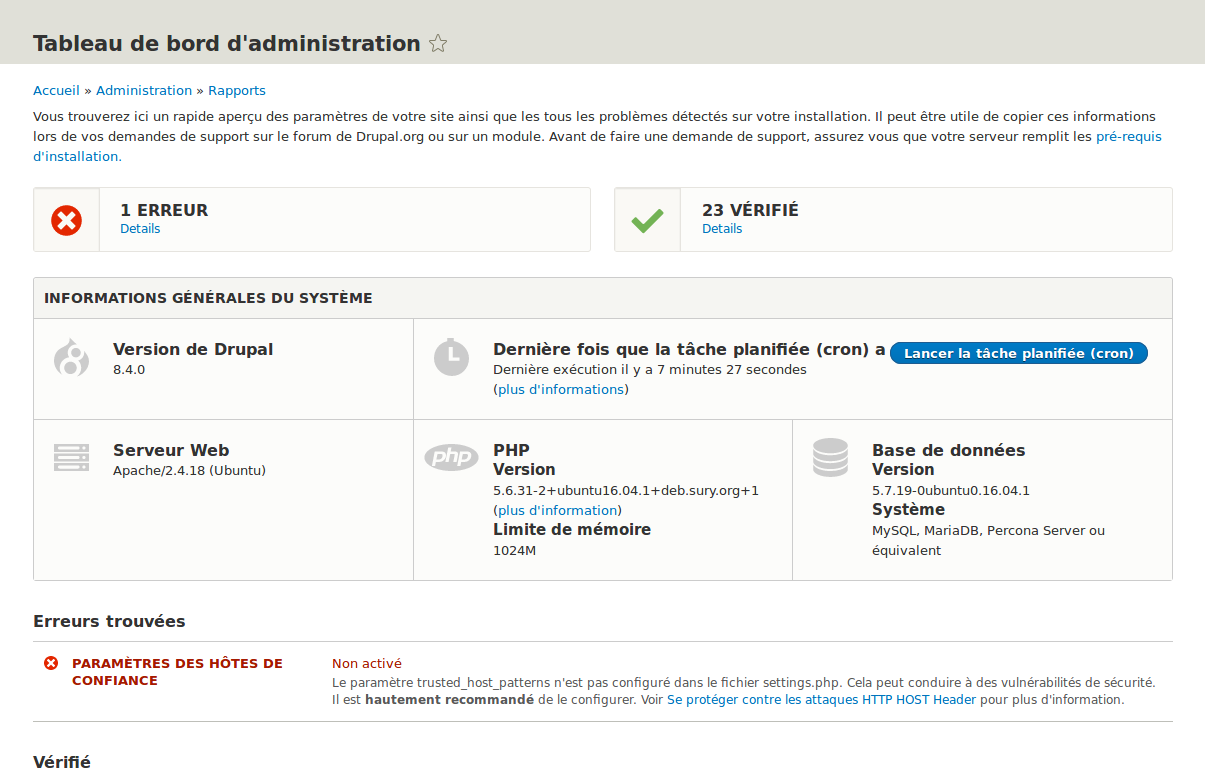 Tableau de bord d'administration
Accueil » Administration » Rapports
Vous trouverez ici un rapide aperçu des paramètres de votre site ainsi que les tous les problèmes détectés sur votre installation. Il peut être utile de copier ces informations
lors de vos demandes de support sur le forum de Drupal.org ou sur un module. Avant de faire une demande de support, assurez vous que votre serveur remplit les pré-requis
d'installation.
1 ERREUR
Details
23 VÉRIFIÉ
Details
INFORMATIONS GÉNÉRALES DU SYSTÈME
Version de Drupal
8.4.0
Dernière fois que la tâche planifiée (cron) a Lancer la tâche planifiée (cron)
Dernière exécution il y a 7 minutes 27 secondes
(plus d'informations)
Serveur Web
Apache/2.4.18 (Ubuntu)
php
PHP
Version
5.6.31-2+ubuntu16.04.1+deb.sury.org+1
(plus d'information)
Limite de mémoire
1024M
Base de données
Version
5.7.19-0ubuntu0.16.04.1
Système
MySQL, MariaDB, Percona Server ou
équivalent
Erreurs trouvées
PARAMÈTRES DES HÔTES DE
CONFIANCE
Non activé
Le paramètre trusted_host_patterns n'est pas configuré dans le fichier settings.php. Cela peut conduire à des vulnérabilités de sécurité.
Il est hautement recommandé de le configurer. Voir Se protéger contre les attaques HTTP HOST Header pour plus d'information.
Vérifié